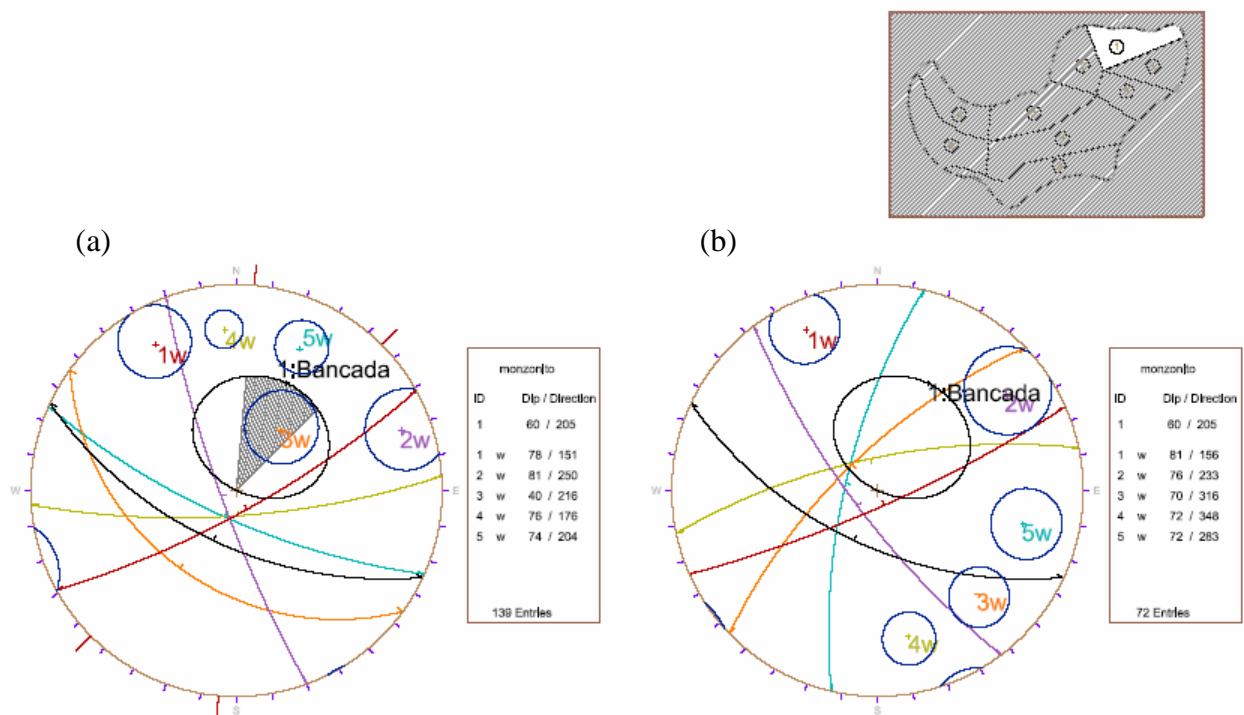 1
(a)
(b)
N
W
E
S
1w
4w
5w
1:Bancada
3w
2w
monzonito
ID Dip / Direction
1 60 / 205
1 w 78 / 151
2 w 81 / 250
3 w 40 / 216
4 w 76 / 176
5 w 74 / 204
139 Entries
N
W
E
S
1w
1:Bancada
2w
5w
3w
4w
monzonito
ID Dip / Direction
1 60 / 205
1 w 81 / 156
2 w 76 / 233
3 w 70 / 316
4 w 72 / 348
5 w 72 / 283
72 Entries